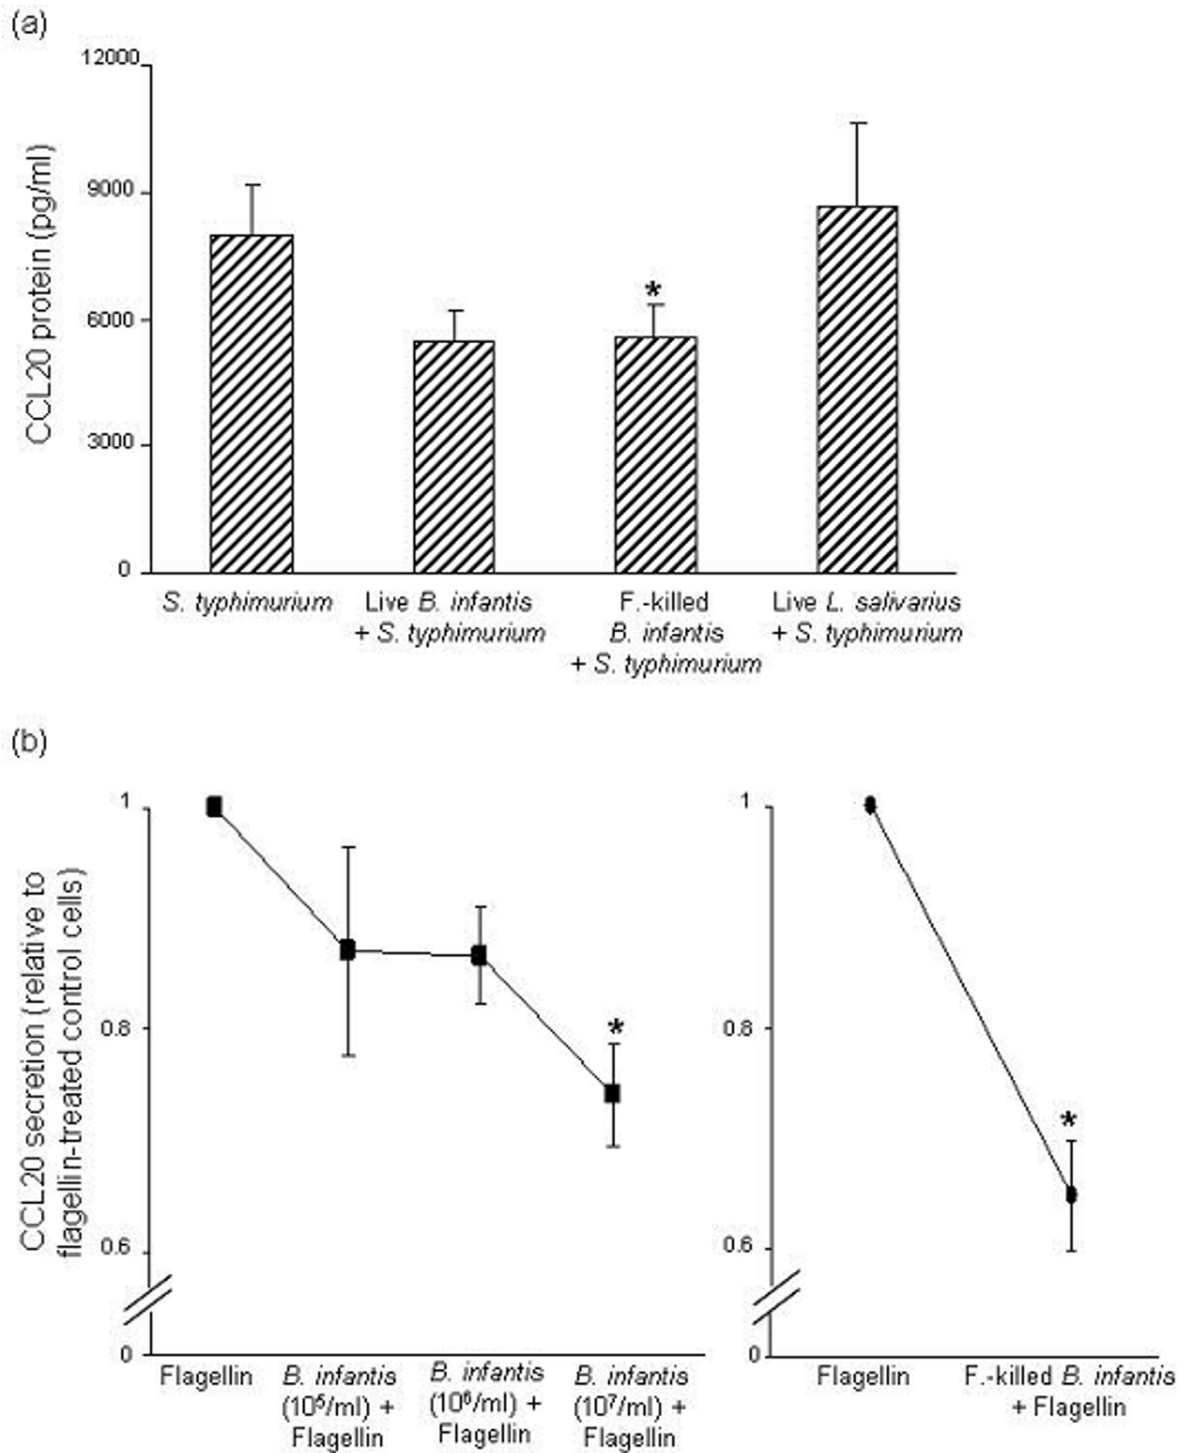 (a)
12000
9000
6000
3000
0
CCL20 protein (pg/ml)
*
S. typhimurium
Live B. infantis
+ S. typhimurium
F.-killed
B. infantis
+ S. typhimurium
Live L. salivarius
+ S. typhimurium
(b)
CCL20 secretion (relative to
flagellin-treated control cells)
1
0.8
0.6
0
*
Flagellin
B. infantis
(10⁵/ml) +
Flagellin
B. infantis
(10⁶/ml) +
Flagellin
B. infantis
(10⁷/ml) +
Flagellin
1
0.8
0.6
0
*
Flagellin
F.-killed B. infantis
+ Flagellin